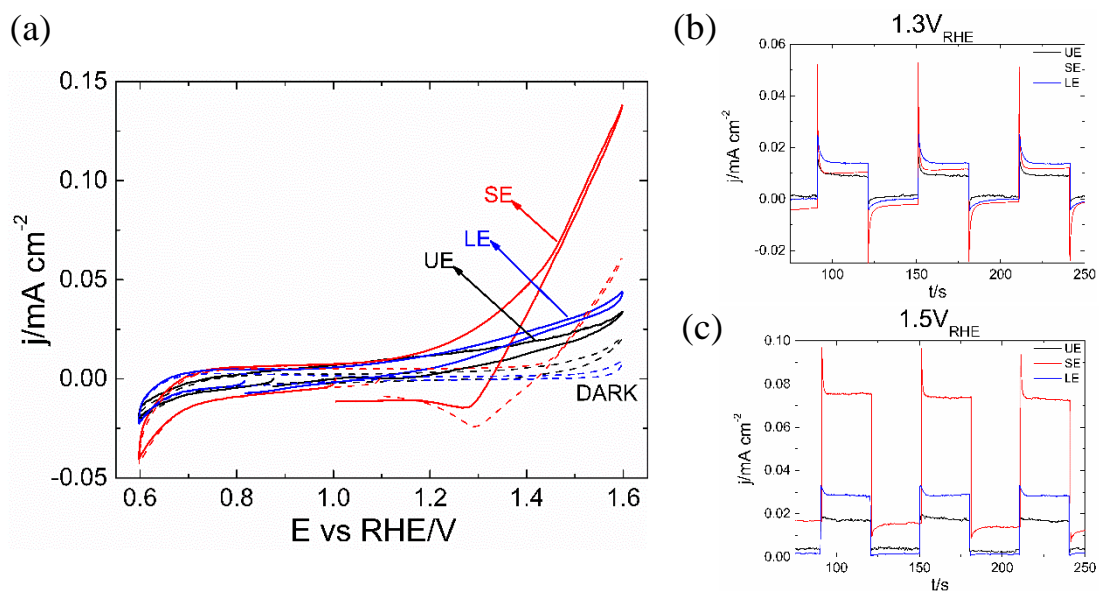 (a)
0.15
0.10
0.05
0.00
-0.05
j/mA cm-2
SE
LE
UE
DARK
0.6
0.8
1.0
1.2
1.4
1.6
E vs RHE/V
(b)
1.3VRHE
0.06
0.04
0.02
0.00
-0.02
j/mA cm-2
UE
SE
LE
100
150
200
250
t/s
(c)
1.5VRHE
0.10
0.08
0.06
0.04
0.02
0.00
j/mA cm-2
UE
SE
LE
100
150
200
250
t/s